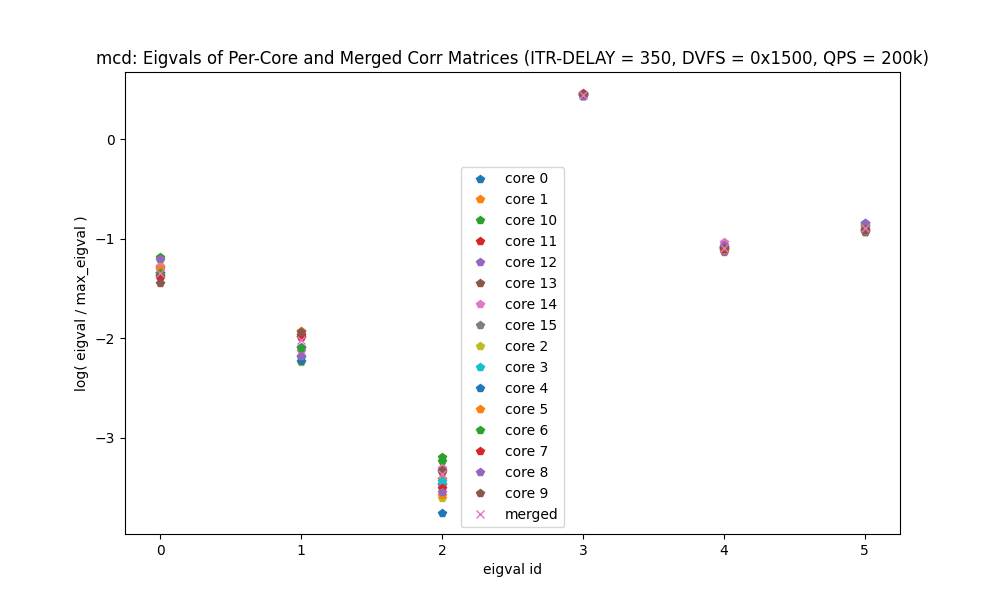 mcd: Eigvals of Per-Core and Merged Corr Matrices (ITR-DELAY = 350, DVFS = 0x1500, QPS = 200k)
log( eigval / max_eigval )
0
−1
−2
−3
core 0
core 1
core 10
core 11
core 12
core 13
core 14
core 15
core 2
core 3
core 4
core 5
core 6
core 7
core 8
core 9
merged
0 1 2 3 4 5
eigval id